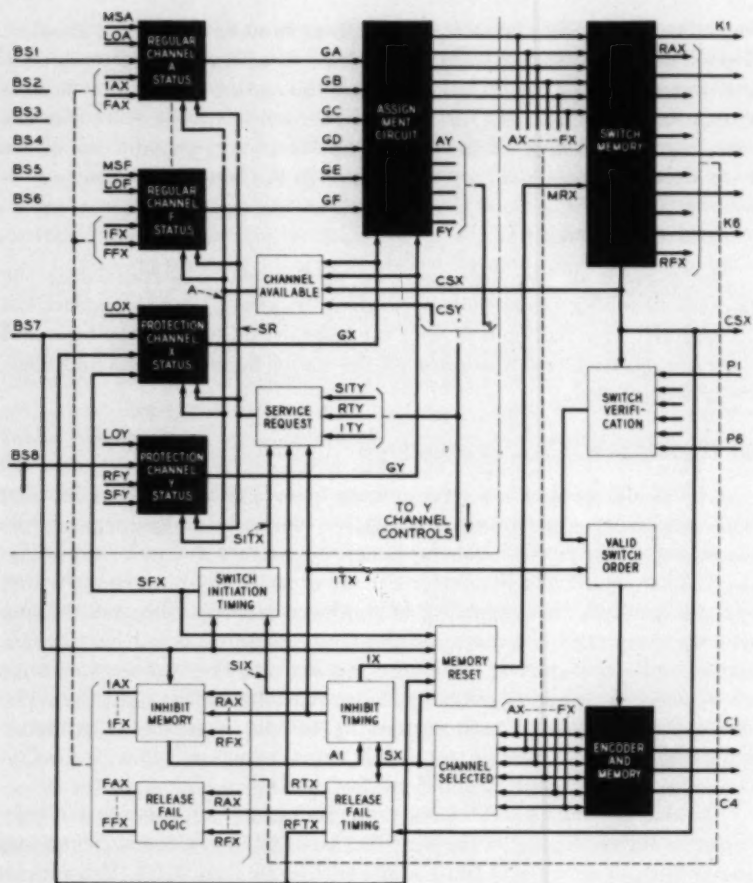 MSA
LOA
BS1
BS2
IAX
FAX
BS3
BS4
BS5
BS6
MSF
LOF
IFX
FFX
REGULAR
CHANNEL
A
STATUS
REGULAR
CHANNEL
F
STATUS
GA
GB
GC
GD
GE
GF
ASSIGN
MENT
CIRCUIT
AY
FY
AX
FX
MRX
SWITCH
MEMORY
K1
RAX
K6
RFX
A
SR
CHANNEL
AVAILABLE
CSX
CSY
CSX
LOX
BS7
PROTECTION
CHANNEL
X
STATUS
GX
SERVICE
REQUEST
SITY
RTY
ITY
P1
SWITCH
VERIFI-
CATION
P6
BS8
LOY
RFY
SFY
PROTECTION
CHANNEL
Y
STATUS
GY
SITX
TO Y
CHANNEL
CONTROLS
VALID
SWITCH
ORDER
SFX
SWITCH
INITIATION
TIMING
ITX
SIX
IX
MEMORY
RESET
IAX
IFX
INHIBIT
MEMORY
RAX
RFX
INHIBIT
TIMING
AX
FX
A1
SX
CHANNEL
SELECTED
ENCODER
AND
MEMORY
C1
C4
FAX
FFX
RELEASE
FAIL
LOGIC
RAX
RFX
RTX
RFTX
RELEASE
FAIL
TIMING